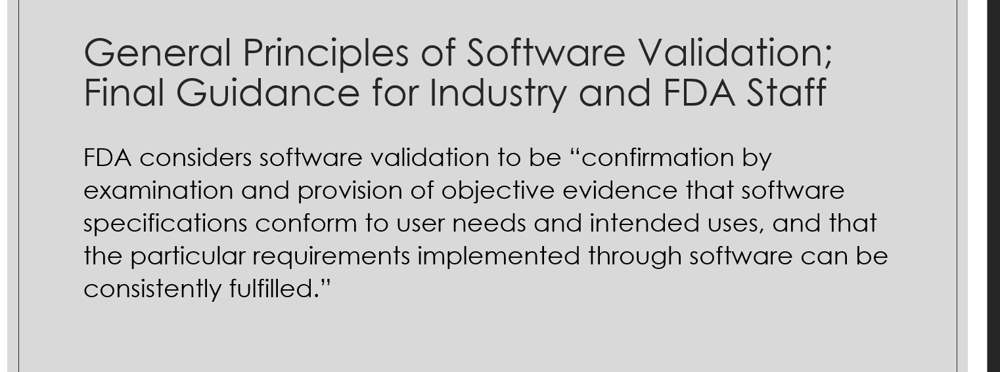 General Principles of Software Validation;
Final Guidance for Industry and FDA Staff
FDA considers software validation to be “confirmation by
examination and provision of objective evidence that software
specifications conform to user needs and intended uses, and that
the particular requirements implemented through software can be
consistently fulfilled.”